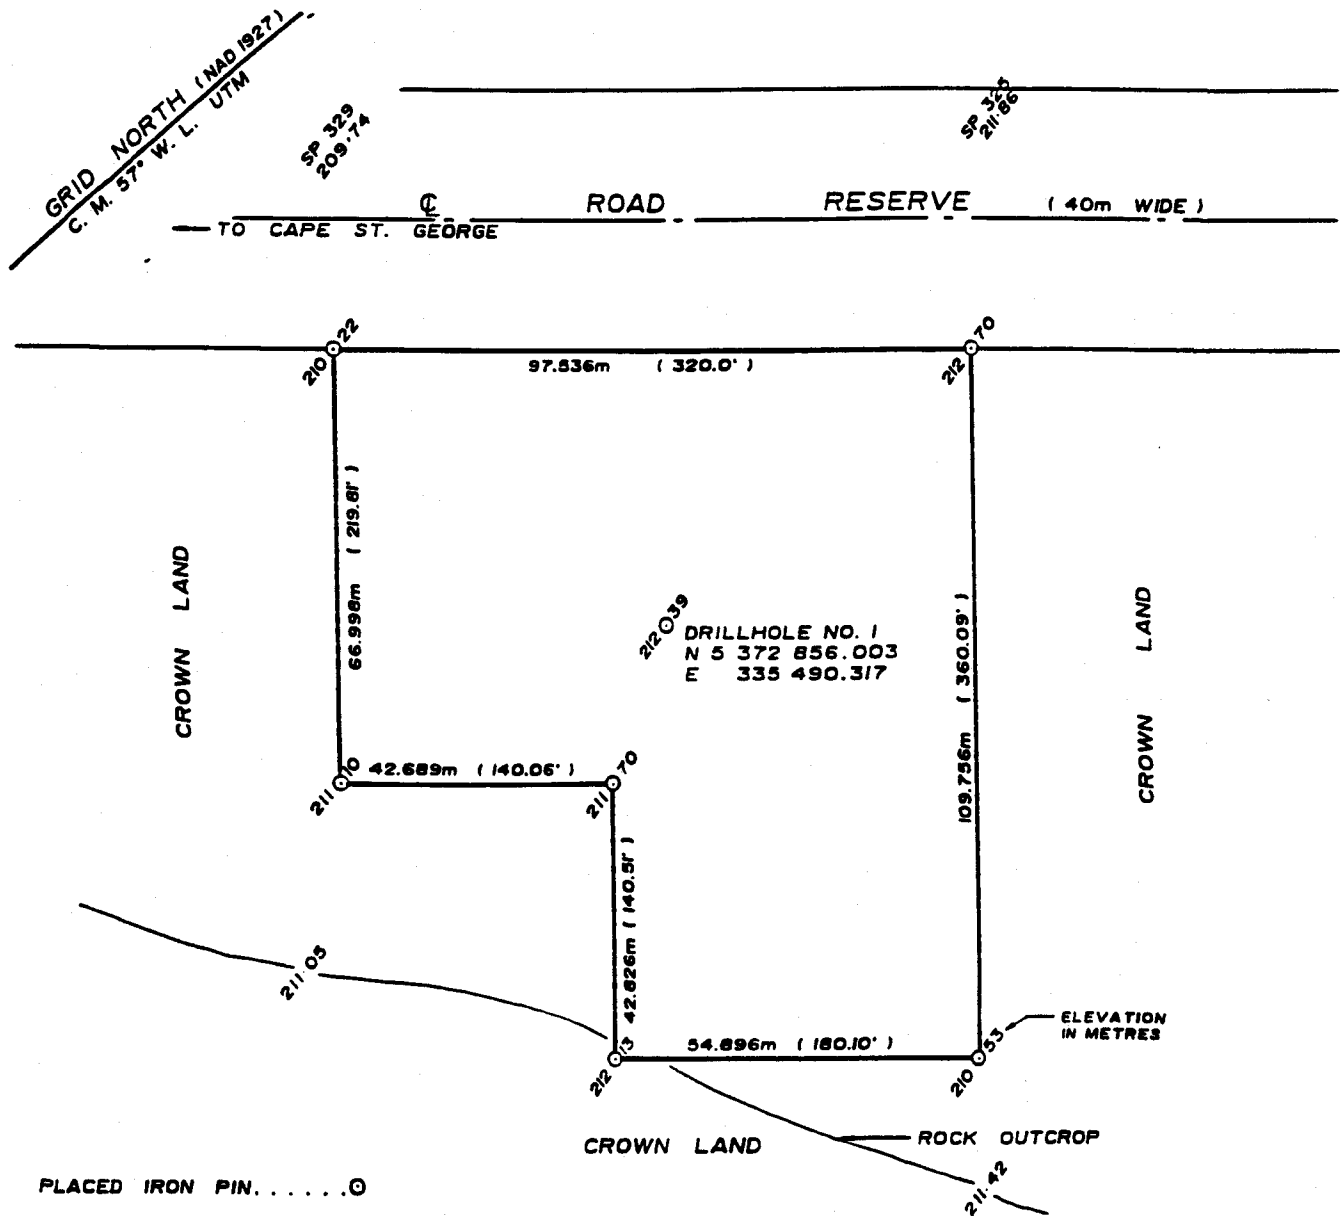 GRID NORTH (NAD 1927)
C. M. 57° W. L. UTM
SP 329
209.74
SP 325
211.86
℄ ROAD RESERVE (40m WIDE)
TO CAPE ST. GEORGE
210 22
212 70
97.536m (320.0')
66.998m (219.81')
CROWN LAND
212 39
DRILLHOLE NO. 1
N 5 372 856.003
E 335 490.317
109.756m (360.09')
CROWN LAND
211 10
42.689m (140.06')
211 70
42.826m (140.51')
211.05
212 13
54.896m (180.10')
210 53
ELEVATION
IN METRES
CROWN LAND
ROCK OUTCROP
211.42
PLACED IRON PIN......⊙